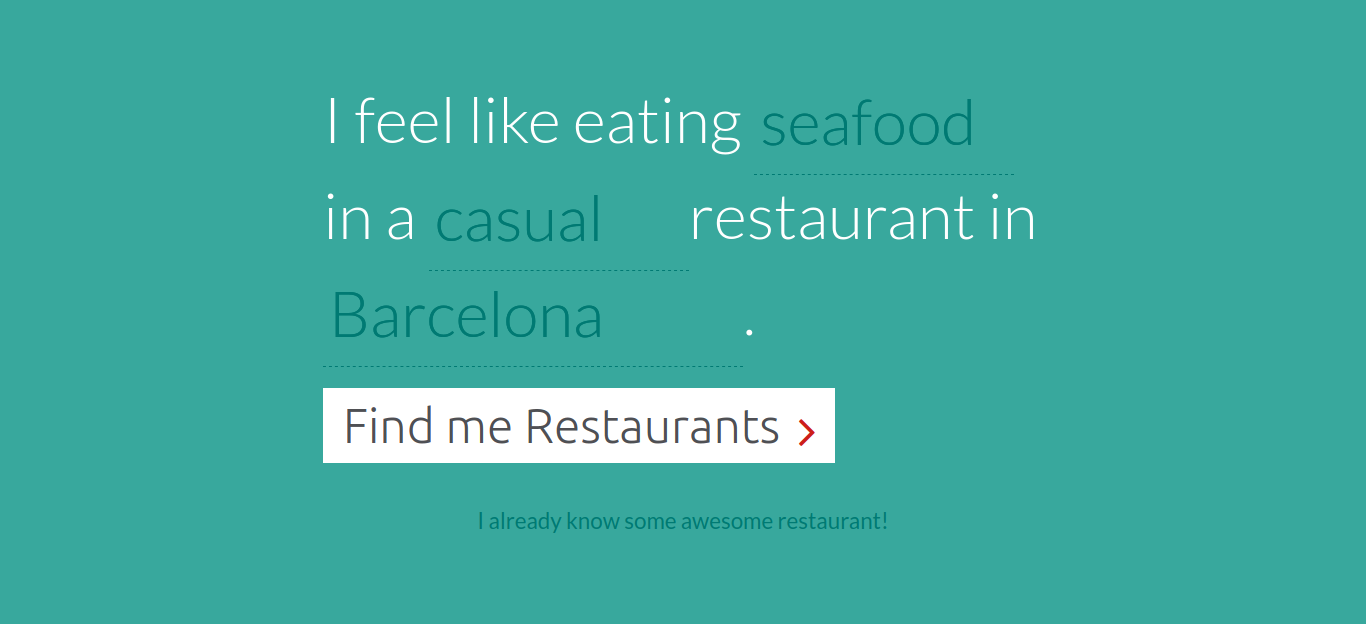 I feel like eating seafood
in a casual restaurant in
Barcelona .
Find me Restaurants
I already know some awesome restaurant!